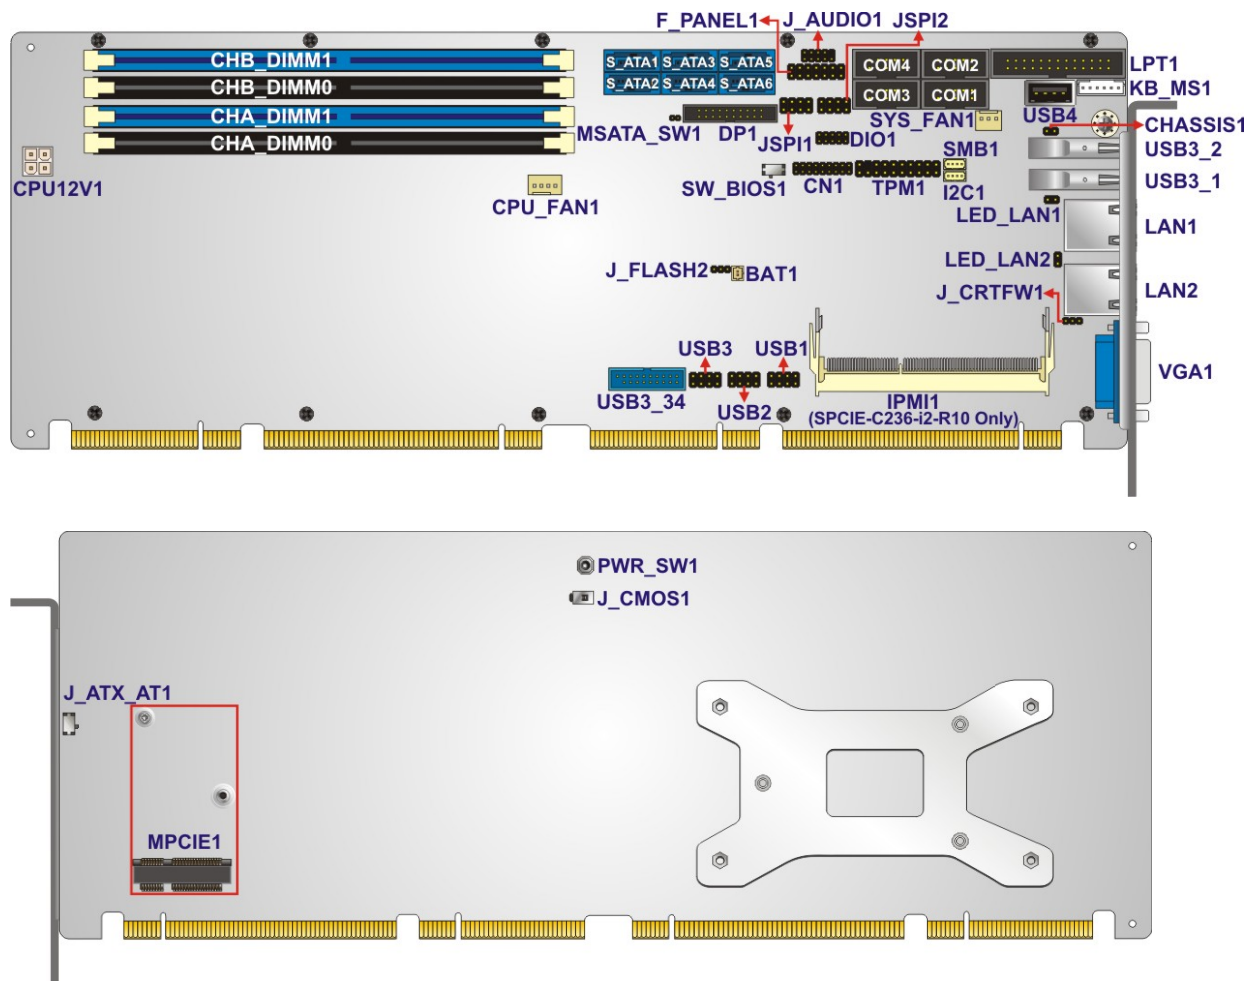 F_PANEL1
J_AUDIO1
JSPI2
CHB_DIMM1
CHB_DIMM0
CHA_DIMM1
CHA_DIMM0
S_ATA1
S_ATA3
S_ATA5
S_ATA2
S_ATA4
S_ATA6
COM4
COM2
COM3
COM1
LPT1
KB_MS1
USB4
SYS_FAN1
CHASSIS1
MSATA_SW1
DP1
JSPI1
DIO1
SMB1
USB3_2
CPU12V1
CPU_FAN1
SW_BIOS1
CN1
TPM1
I2C1
USB3_1
LED_LAN1
LAN1
J_FLASH2
BAT1
LED_LAN2
J_CRTFW1
LAN2
USB3
USB1
VGA1
USB3_34
USB2
IPMI1
(SPCIE-C236-i2-R10 Only)
PWR_SW1
J_CMOS1
J_ATX_AT1
MPCIE1